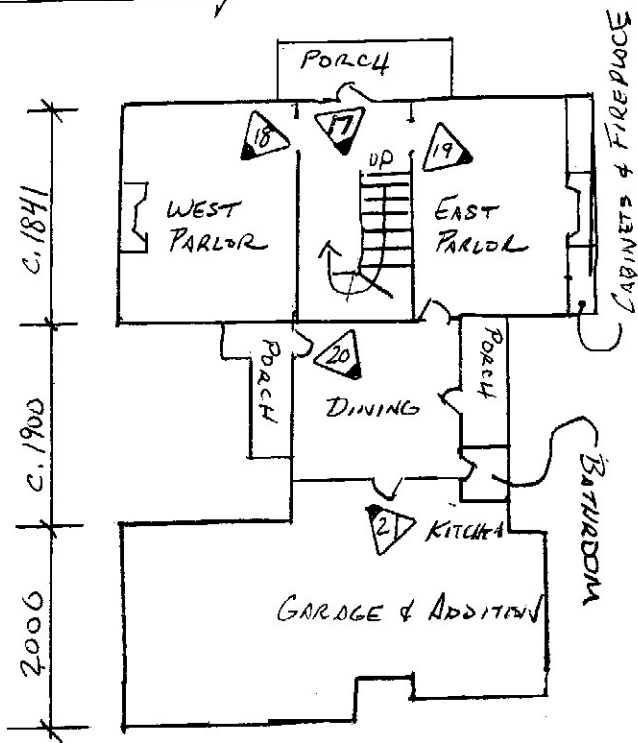 PORCH
CABINETS & FIREPLACE
18
17
19
UP
C. 1841
WEST
PARLOR
EAST
PARLOR
20
PORCH
PORCH
DINING
C. 1900
BATHROOM
21
KITCHEN
GARAGE & ADDITION
2006